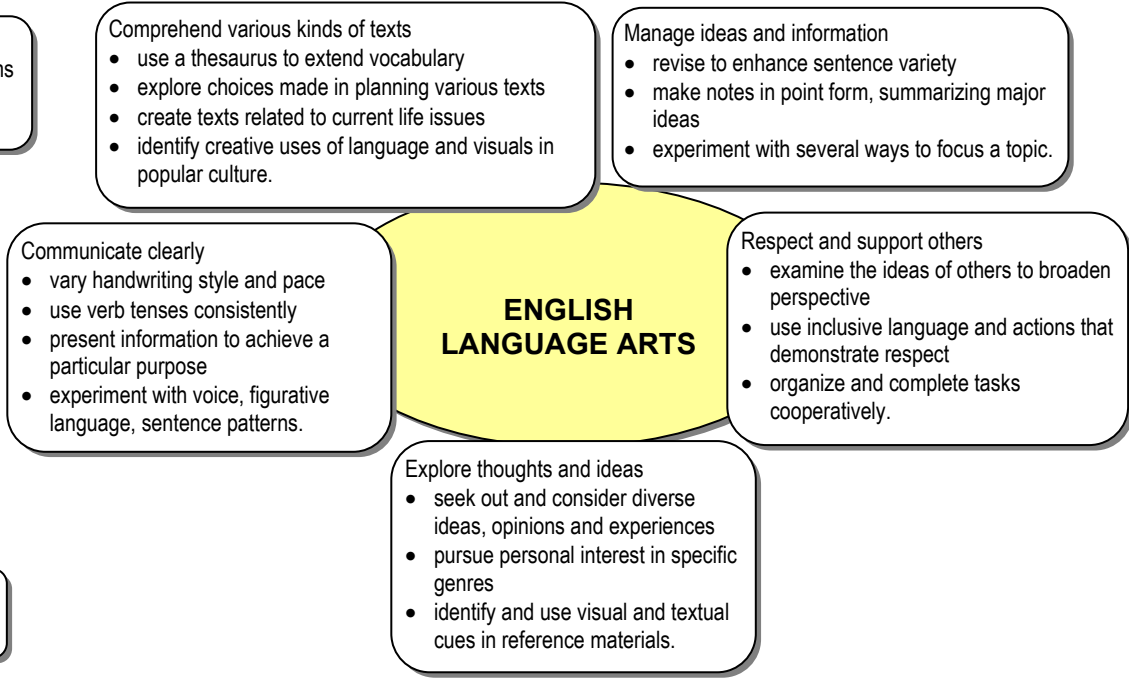 Comprehend various kinds of texts
• use a thesaurus to extend vocabulary
• explore choices made in planning various texts
• create texts related to current life issues
• identify creative uses of language and visuals in
popular culture.
Manage ideas and information
• revise to enhance sentence variety
• make notes in point form, summarizing major
ideas
• experiment with several ways to focus a topic.
Communicate clearly
• vary handwriting style and pace
• use verb tenses consistently
• present information to achieve a
particular purpose
• experiment with voice, figurative
language, sentence patterns.
ENGLISH
LANGUAGE ARTS
Respect and support others
• examine the ideas of others to broaden
perspective
• use inclusive language and actions that
demonstrate respect
• organize and complete tasks
cooperatively.
Explore thoughts and ideas
• seek out and consider diverse
ideas, opinions and experiences
• pursue personal interest in specific
genres
• identify and use visual and textual
cues in reference materials.